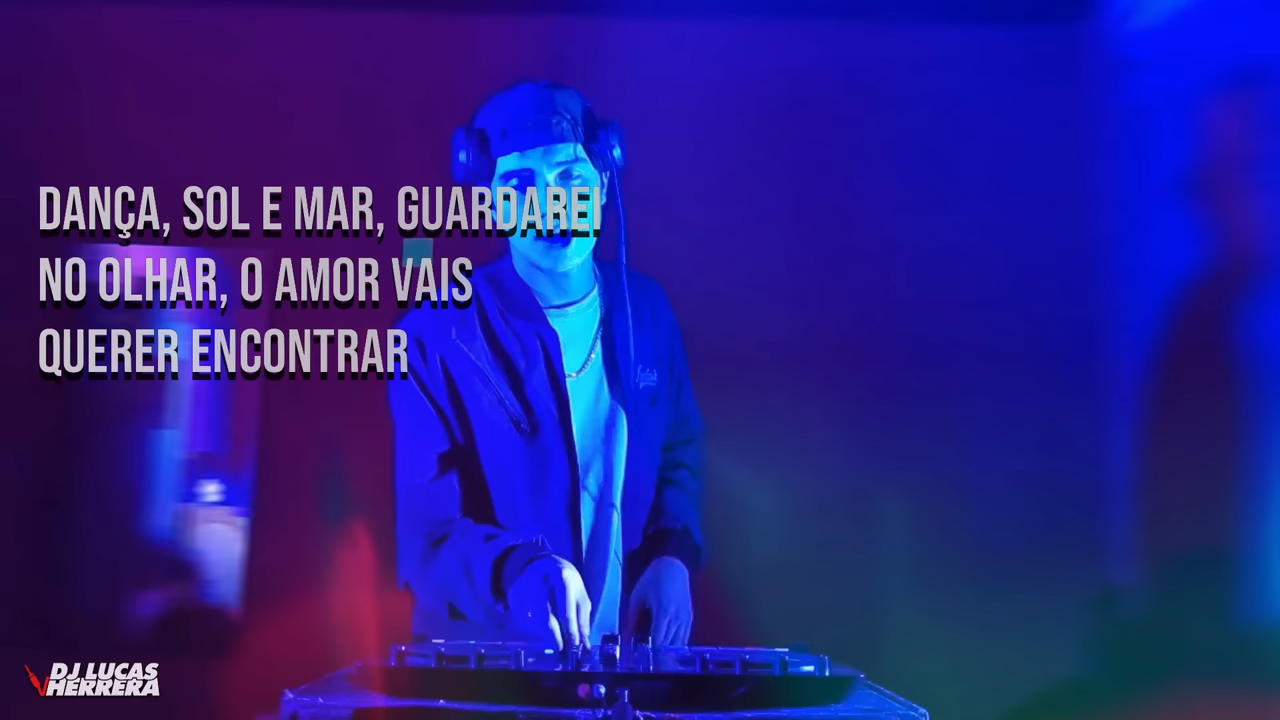 DANÇA, SOL E MAR, GUARDAREI
NO OLHAR, O AMOR VAIS
QUERER ENCONTRAR
DJ LUCAS
HERRERA